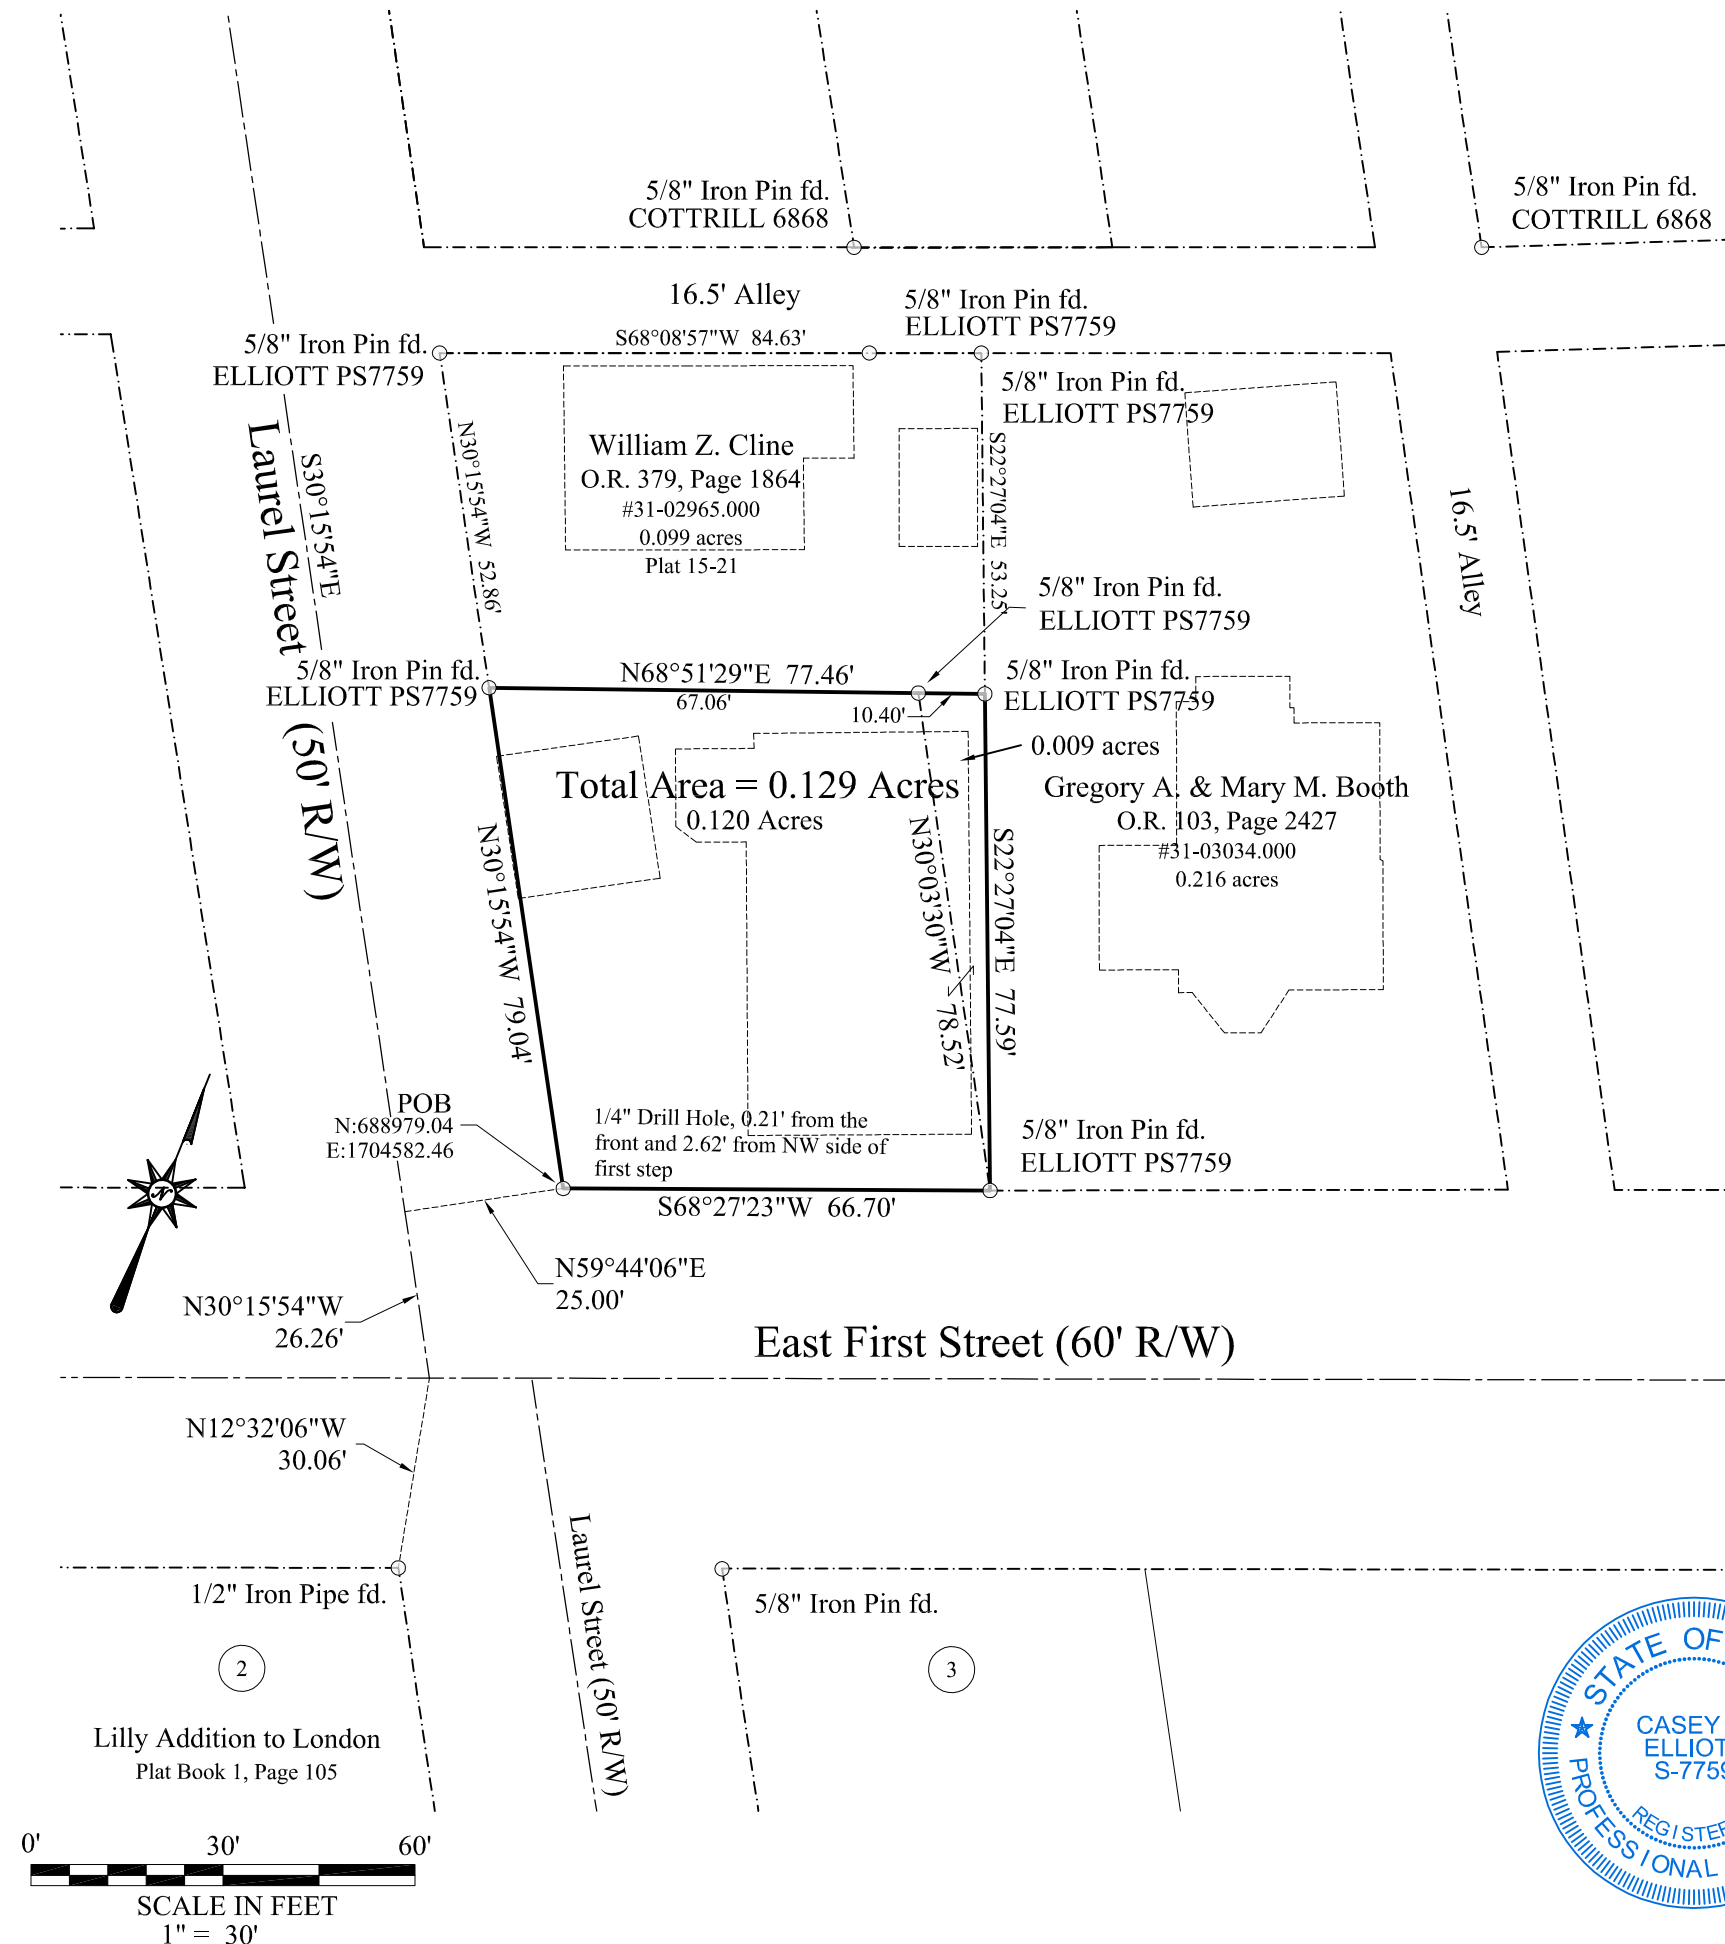 5/8" Iron Pin fd.
COTTRILL 6868
5/8" Iron Pin fd.
COTTRILL 6868
16.5' Alley
5/8" Iron Pin fd.
ELLIOTT PS7759
S68°08'57"W 84.63'
5/8" Iron Pin fd.
ELLIOTT PS7759
5/8" Iron Pin fd.
ELLIOTT PS7759
Laurel Street (50' R/W)
S30°15'54"E
N30°15'54"W 52.86'
William Z. Cline
O.R. 379, Page 1864
#31-02965.000
0.099 acres
Plat 15-21
S22°27'04"E 53.25'
16.5' Alley
5/8" Iron Pin fd.
ELLIOTT PS7759
5/8" Iron Pin fd.
ELLIOTT PS7759
N68°51'29"E 77.46'
67.06'
10.40'
5/8" Iron Pin fd.
ELLIOTT PS7759
0.009 acres
Total Area = 0.129 Acres
0.120 Acres
Gregory A. & Mary M. Booth
O.R. 103, Page 2427
#31-03034.000
0.216 acres
N30°15'54"W 79.04'
N30°03'30"W 78.52'
S22°27'04"E 77.59'
POB
N:688979.04
E:1704582.46
1/4" Drill Hole, 0.21' from the
front and 2.62' from NW side of
first step
5/8" Iron Pin fd.
ELLIOTT PS7759
S68°27'23"W 66.70'
N
N59°44'06"E
25.00'
N30°15'54"W
26.26'
East First Street (60' R/W)
N12°32'06"W
30.06'
Laurel Street (50' R/W)
1/2" Iron Pipe fd.
5/8" Iron Pin fd.
2
3
Lilly Addition to London
Plat Book 1, Page 105
STATE OF
CASEY
ELLIOT
S-7759
REGISTE
PROFESSIONAL
0' 30' 60'
SCALE IN FEET
1" = 30'